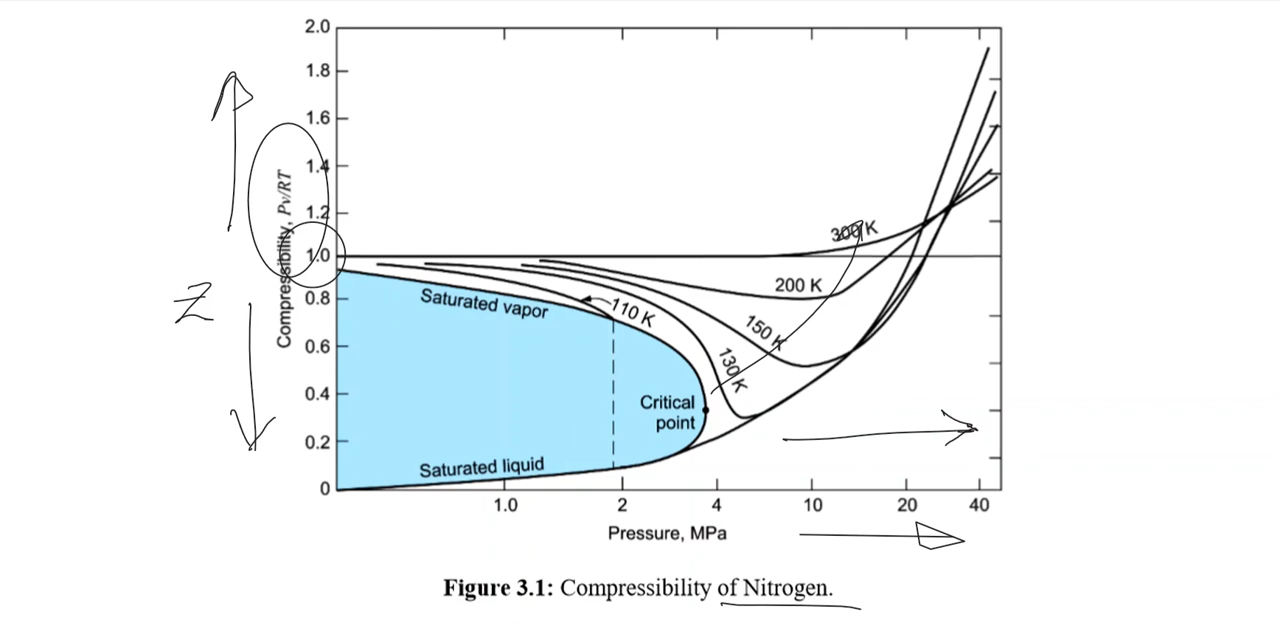 2.0
1.8
1.6
1.4
1.2
1.0
0.8
0.6
0.4
0.2
0
Compressibility, Pv/RT
Z
300 K
200 K
150 K
130 K
110 K
Saturated vapor
Critical
point
Saturated liquid
1.0 2 4 10 20 40
Pressure, MPa
Figure 3.1: Compressibility of Nitrogen.